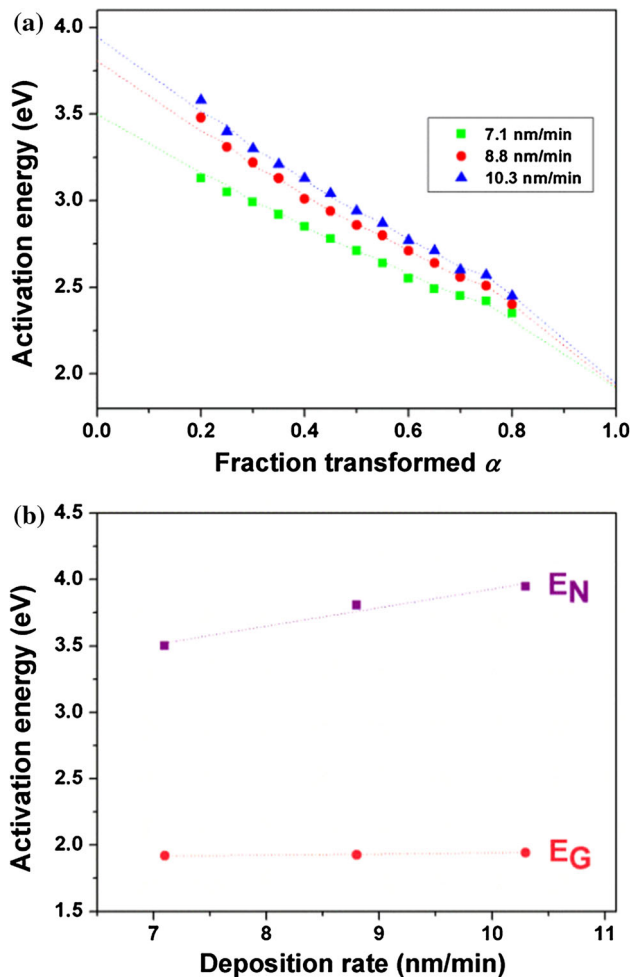 (a)
4.0
3.5
3.0
2.5
2.0
Activation energy (eV)
7.1 nm/min
8.8 nm/min
10.3 nm/min
0.0 0.2 0.4 0.6 0.8 1.0
Fraction transformed α
(b)
4.5
4.0
3.5
3.0
2.5
2.0
1.5
Activation energy (eV)
EN
EG
7 8 9 10 11
Deposition rate (nm/min)